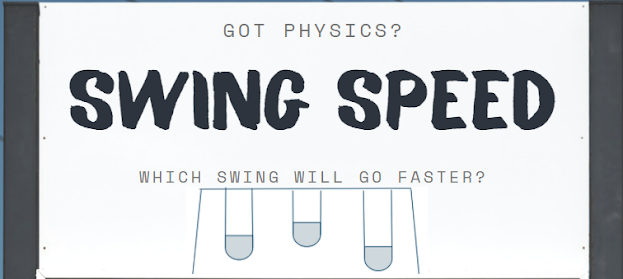 GOT PHYSICS?
SWING SPEED
WHICH SWING WILL GO FASTER?